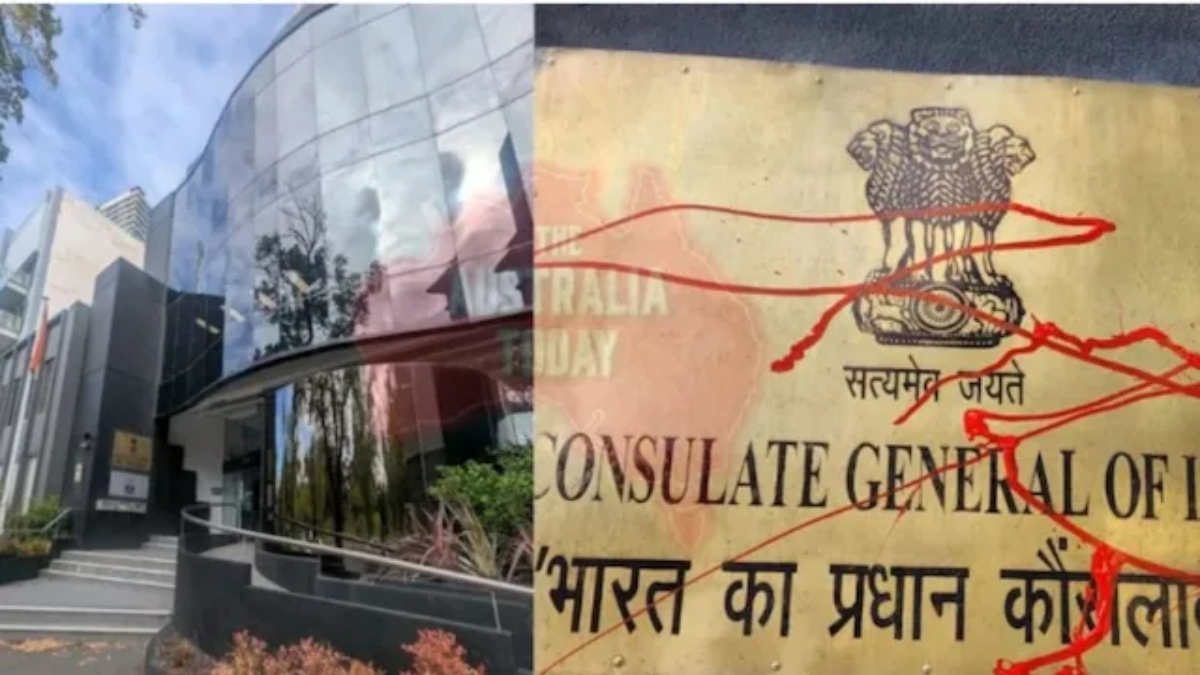 THE
AUSTRALIA
TODAY
सत्यमेव जयते
CONSULATE GENERAL OF I
भारत का प्रधान कौंसला